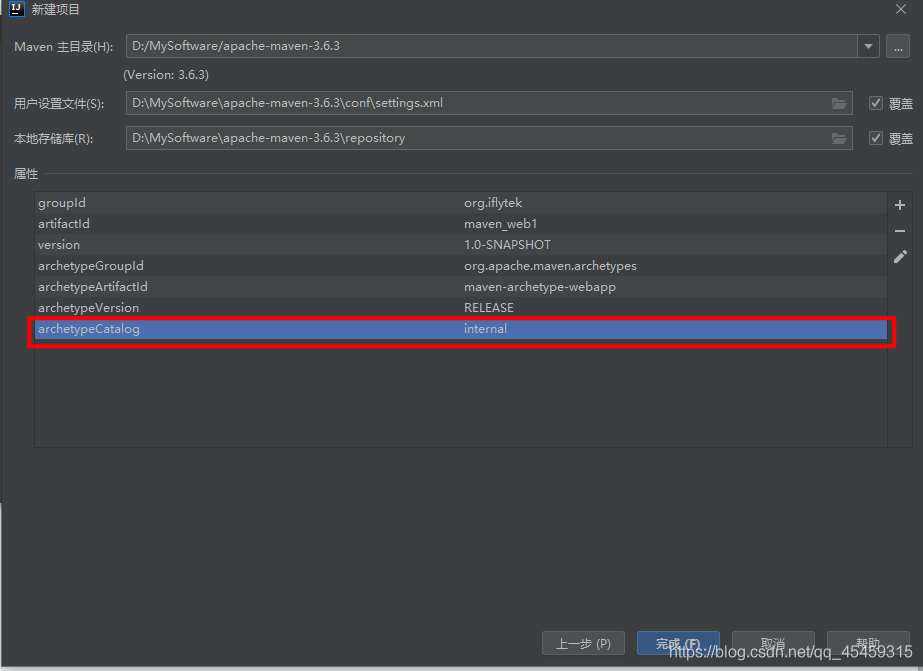 IJ 新建项目
Maven 主目录(H): D:/MySoftware/apache-maven-3.6.3 ...
(Version: 3.6.3)
用户设置文件(S): D:\MySoftware\apache-maven-3.6.3\conf\settings.xml 覆盖
本地存储库(R): D:\MySoftware\apache-maven-3.6.3\repository 覆盖
属性
groupId org.iflytek
artifactId maven_web1
version 1.0-SNAPSHOT
archetypeGroupId org.apache.maven.archetypes
archetypeArtifactId maven-archetype-webapp
archetypeVersion RELEASE
archetypeCatalog internal
上一步 (P) 完成 (F) 取消 帮助
https://blog.csdn.net/qq_45459315